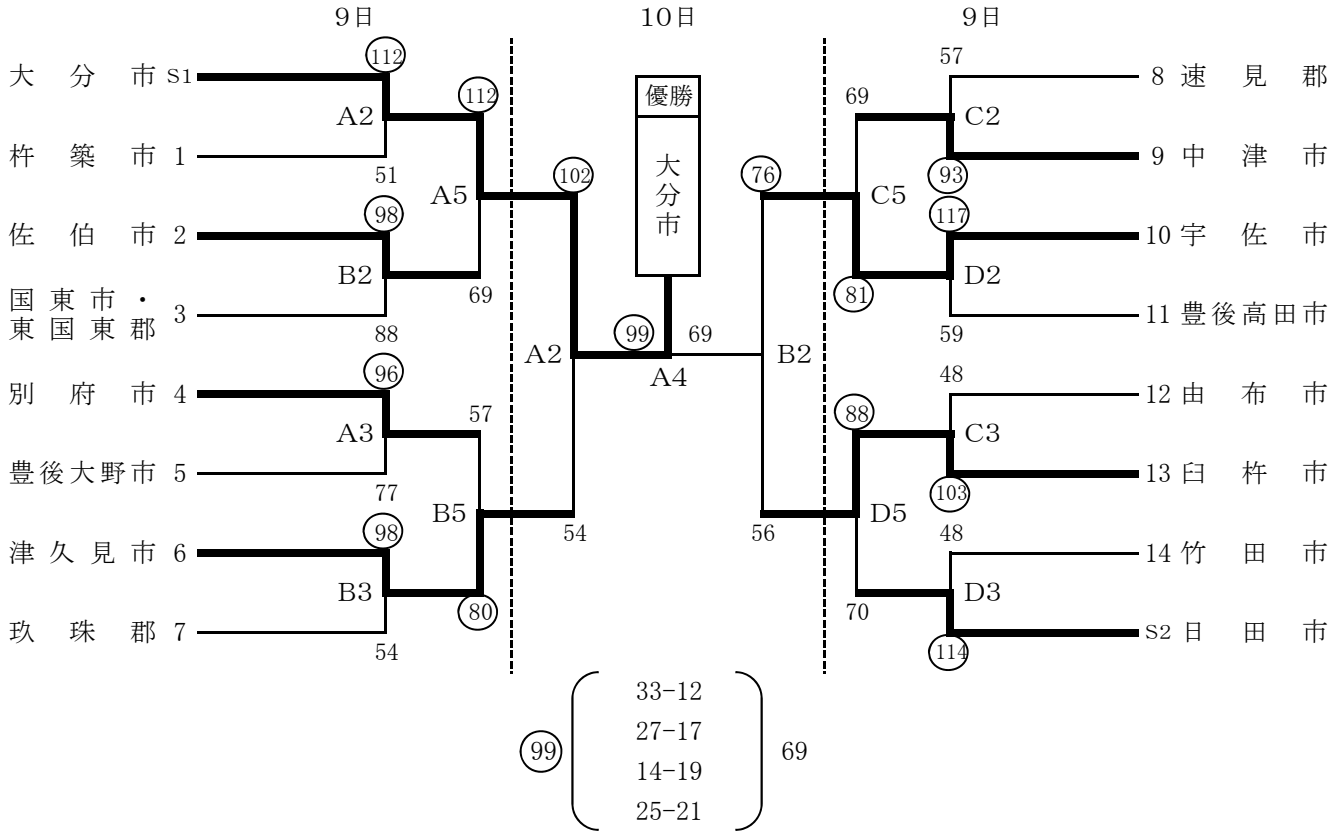 9日
10日
9日
大分市 S1
杵築市 1
佐伯市 2
国東市・
東国東郡 3
別府市 4
豊後大野市 5
津久見市 6
玖珠郡 7
112
A2
51
98
B2
88
96
A3
77
98
B3
54
112
A5
69
57
B5
80
102
A2
54
優勝
大分市
99
69
A4
76
B2
56
69
C5
81
88
D5
70
57
C2
93
117
D2
59
48
C3
103
48
D3
114
8 速見郡
9 中津市
10 宇佐市
11 豊後高田市
12 由布市
13 臼杵市
14 竹田市
S2 日田市
33-12
27-17
99
69
14-19
25-21